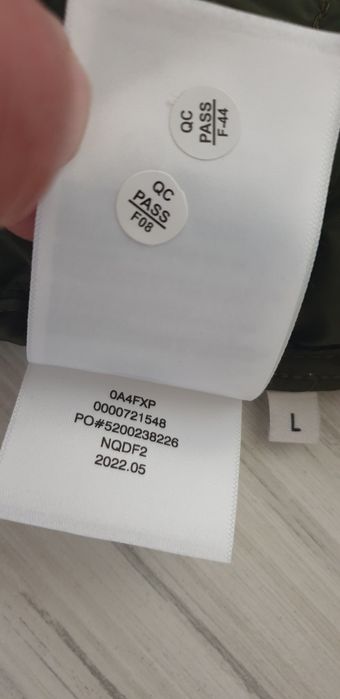 QC
PASS
F-44
QC
PASS
F08
0A4FXP
0000721548
PO#5200238226
NQDF2
2022.05
L